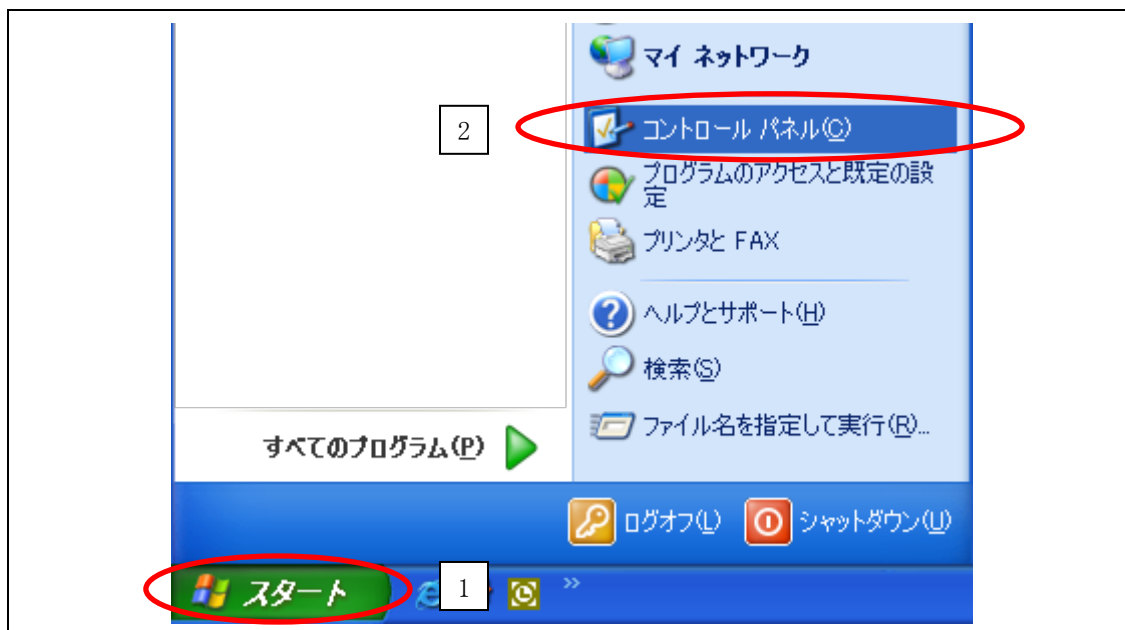 マイ ネットワーク
2
コントロール パネル(C)
プログラムのアクセスと既定の設
定
プリンタと FAX
ヘルプとサポート(H)
検索(S)
ファイル名を指定して実行(R)...
すべてのプログラム(P)
ログオフ(L)
シャットダウン(U)
スタート
1
»